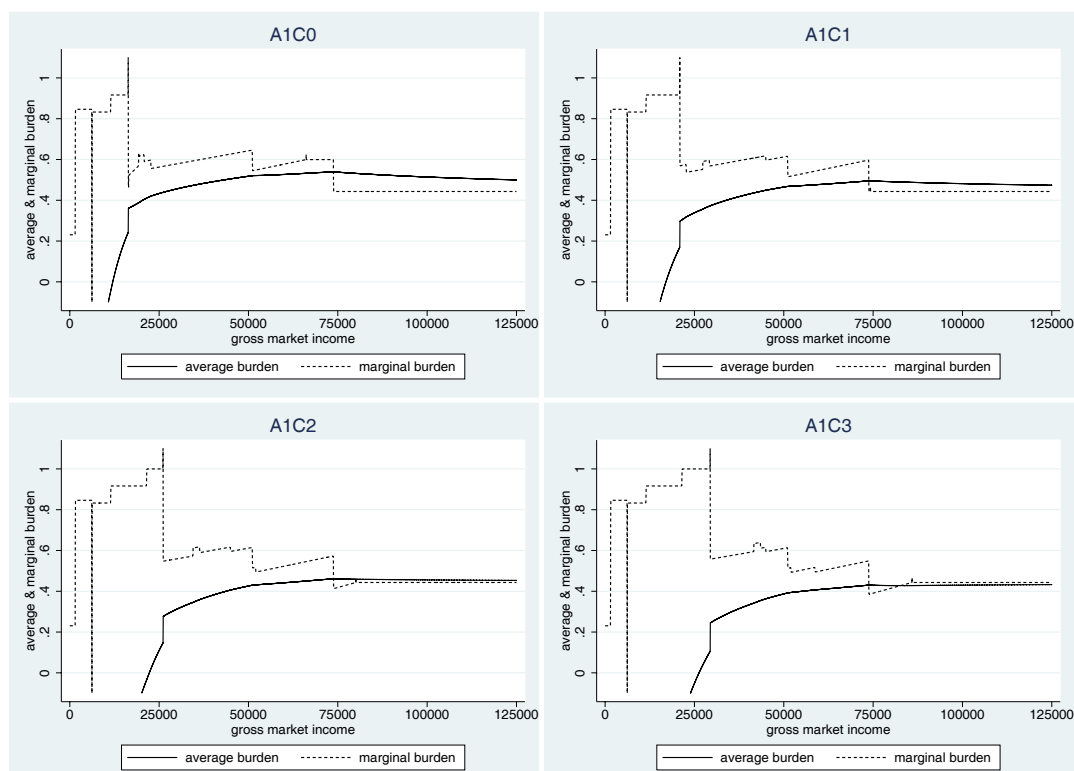 A1C0
average & marginal burden
1
.8
.6
.4
.2
0
0 25000 50000 75000 100000 125000
gross market income
average burden marginal burden
A1C1
average & marginal burden
1
.8
.6
.4
.2
0
0 25000 50000 75000 100000 125000
gross market income
average burden marginal burden
A1C2
average & marginal burden
1
.8
.6
.4
.2
0
0 25000 50000 75000 100000 125000
gross market income
average burden marginal burden
A1C3
average & marginal burden
1
.8
.6
.4
.2
0
0 25000 50000 75000 100000 125000
gross market income
average burden marginal burden